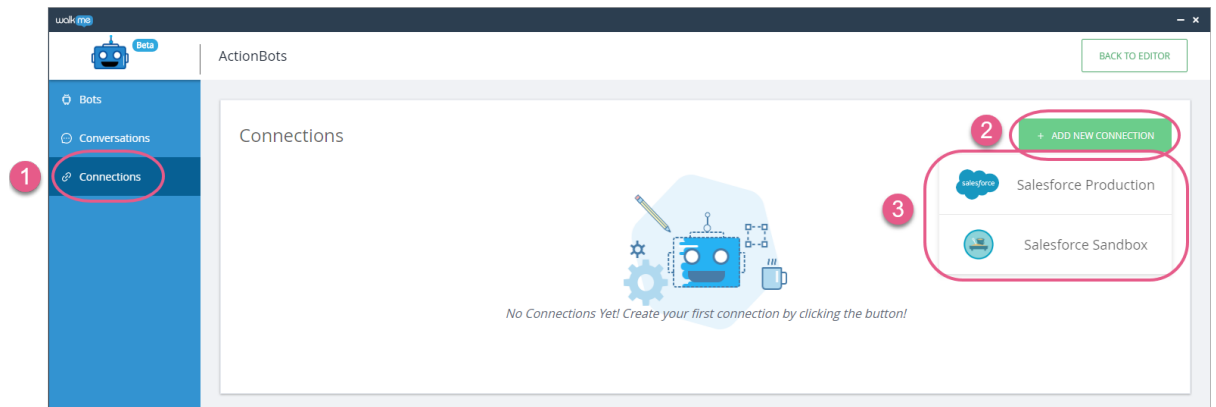 walkme
Beta
ActionBots
BACK TO EDITOR
Bots
Conversations
1
Connections
Connections
2
+ ADD NEW CONNECTION
3
salesforce
Salesforce Production
Salesforce Sandbox
No Connections Yet! Create your first connection by clicking the button!